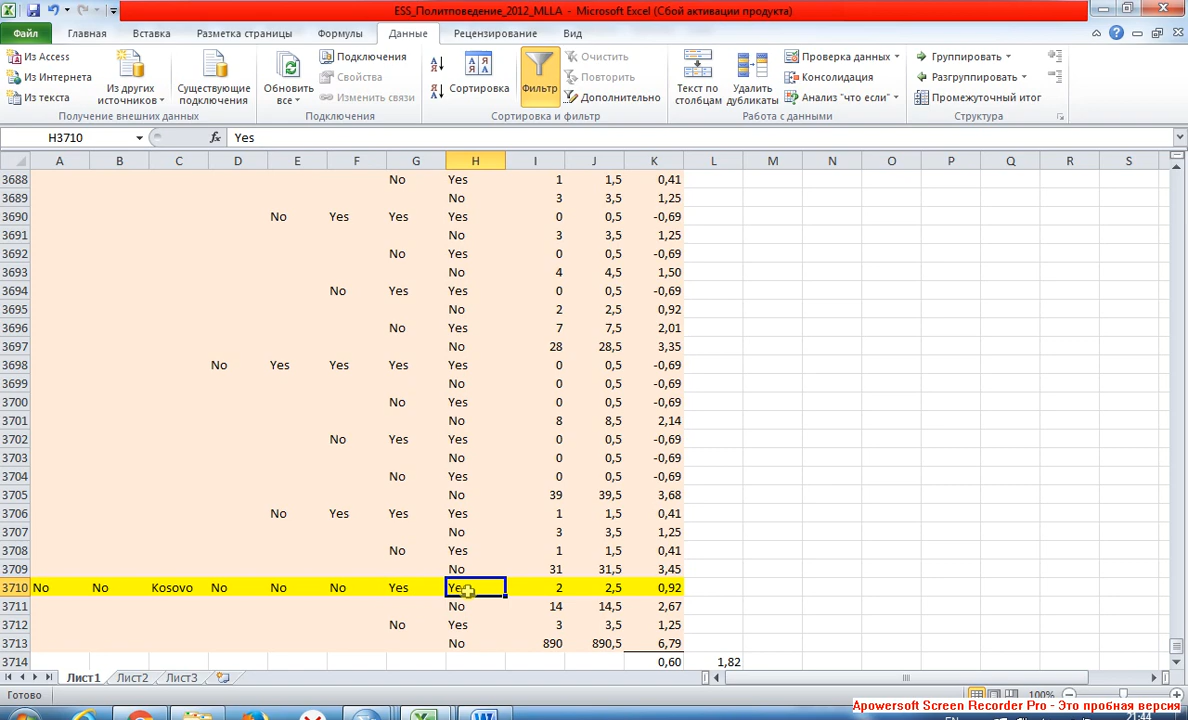 ESS_Политповедение_2012_MLLA - Microsoft Excel (Сбой активации продукта)
Файл Главная Вставка Разметка страницы Формулы Данные Рецензирование Вид
Из Access
Из Интернета
Из текста
Из других источников
Существующие подключения
Получение внешних данных
Обновить все
Подключения
Свойства
Изменить связи
Подключения
Сортировка
Фильтр
Очистить
Повторить
Дополнительно
Сортировка и фильтр
Текст по столбцам
Удалить дубликаты
Проверка данных
Консолидация
Анализ "что если"
Работа с данными
Группировать
Разгруппировать
Промежуточный итог
Структура
H3710 fx Yes
A B C D E F G H I J K L M N O P Q R S
3688 No Yes 1 1,5 0,41
3689 No 3 3,5 1,25
3690 No Yes Yes Yes 0 0,5 -0,69
3691 No 3 3,5 1,25
3692 No Yes 0 0,5 -0,69
3693 No 4 4,5 1,50
3694 No Yes Yes 0 0,5 -0,69
3695 No 2 2,5 0,92
3696 No Yes 7 7,5 2,01
3697 No 28 28,5 3,35
3698 No Yes Yes Yes Yes 0 0,5 -0,69
3699 No 0 0,5 -0,69
3700 No Yes 0 0,5 -0,69
3701 No 8 8,5 2,14
3702 No Yes Yes 0 0,5 -0,69
3703 No 0 0,5 -0,69
3704 No Yes 0 0,5 -0,69
3705 No 39 39,5 3,68
3706 No Yes Yes Yes 1 1,5 0,41
3707 No 3 3,5 1,25
3708 No Yes 1 1,5 0,41
3709 No 31 31,5 3,45
3710 No No Kosovo No No No Yes Yes 2 2,5 0,92
3711 No 14 14,5 2,67
3712 No Yes 3 3,5 1,25
3713 No 890 890,5 6,79
3714 0,60 1,82
Лист1 Лист2 Лист3
Готово 100%
Apowersoft Screen Recorder Pro - Это пробная версия
EN 21:44